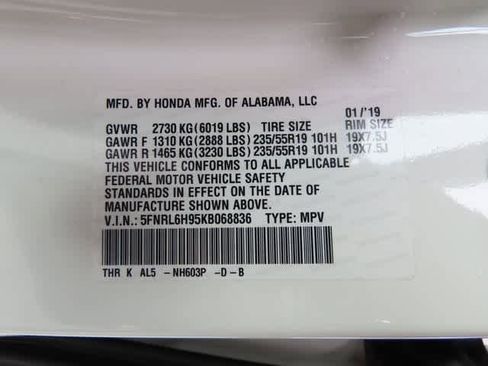 MFD. BY HONDA MFG. OF ALABAMA, LLC
01/'19
GVWR 2730 KG(6019 LBS) TIRE SIZE RIM SIZE
GAWR F 1310 KG (2888 LBS) 235/55R19 101H 19X7.5J
GAWR R 1465 KG(3230 LBS) 235/55R19 101H 19X7.5J
THIS VEHICLE CONFORMS TO ALL APPLICABLE
FEDERAL MOTOR VEHICLE SAFETY
STANDARDS IN EFFECT ON THE DATE OF
MANUFACTURE SHOWN ABOVE.
V.I.N.: 5FNRL6H95KB068836 TYPE: MPV
THR K AL5 -NH603P -D-B